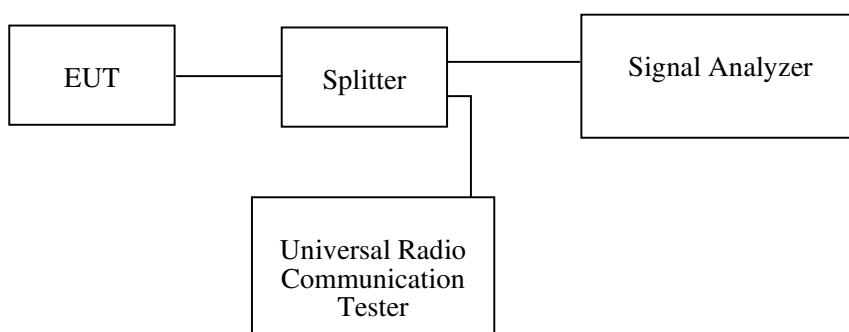 EUT
Splitter
Signal Analyzer
Universal Radio
Communication
Tester